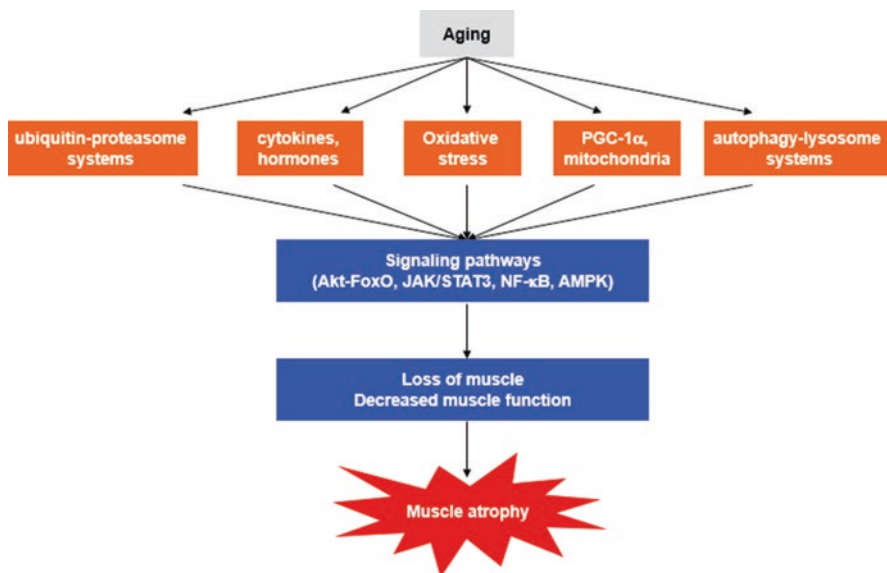 Aging
ubiquitin-proteasome
systems
cytokines,
hormones
Oxidative
stress
PGC-1α,
mitochondria
autophagy-lysosome
systems
Signaling pathways
(Akt-FoxO, JAK/STAT3, NF-κB, AMPK)
Loss of muscle
Decreased muscle function
Muscle atrophy